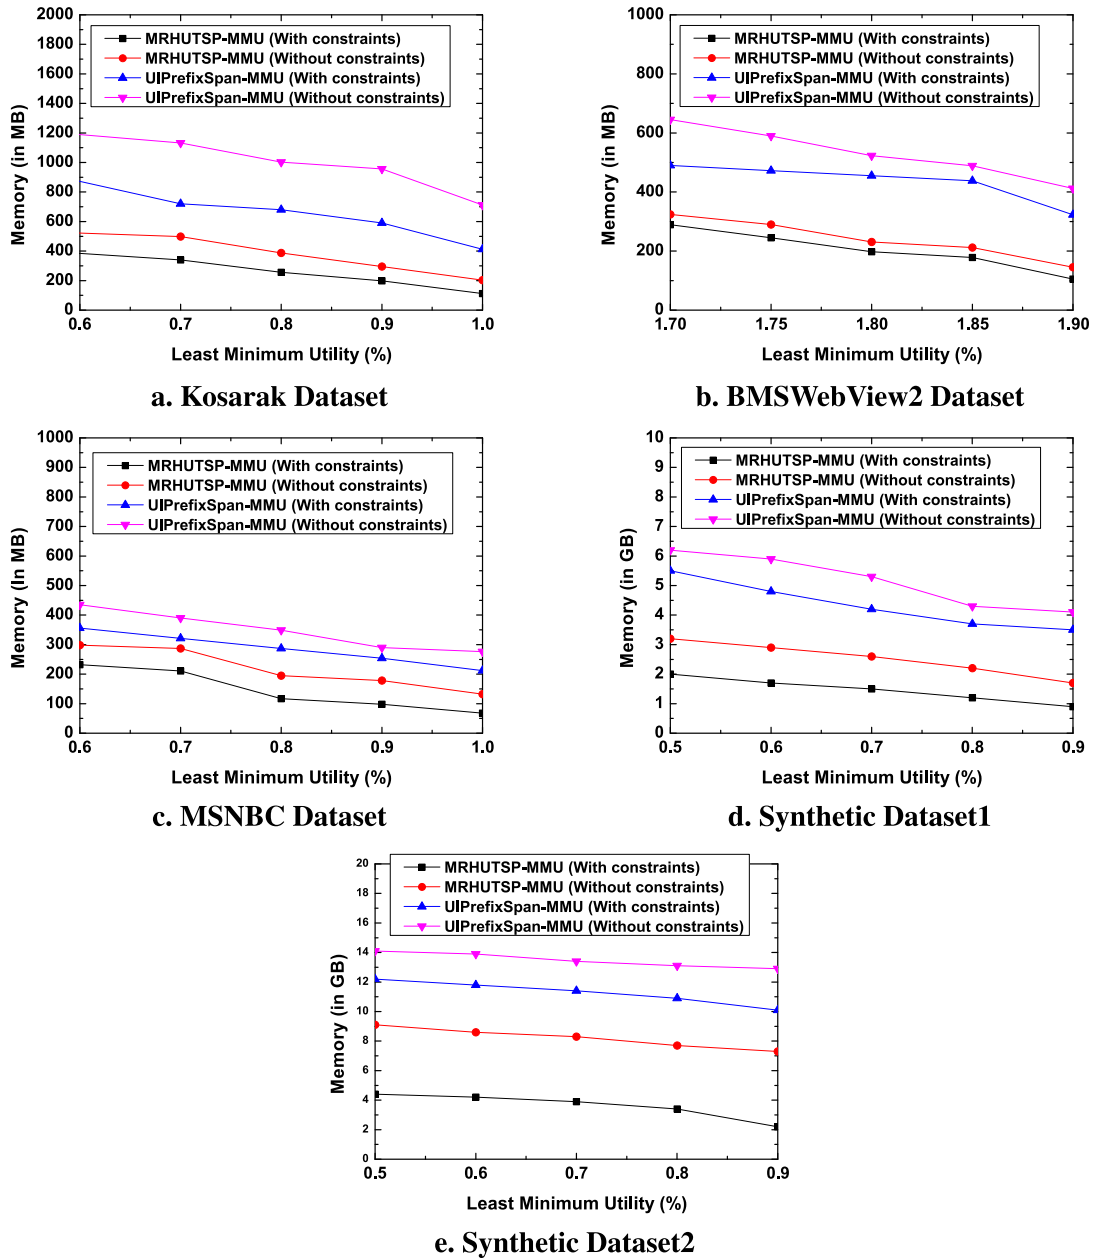 2000
1800
1600
1400
1200
1000
800
600
400
200
0
Memory (in MB)
MRHUTSP-MMU (With constraints)
MRHUTSP-MMU (Without constraints)
UIPrefixSpan-MMU (With constraints)
UIPrefixSpan-MMU (Without constraints)
0.6 0.7 0.8 0.9 1.0
Least Minimum Utility (%)
a. Kosarak Dataset
1000
800
600
400
200
0
Memory (in MB)
MRHUTSP-MMU (With constraints)
MRHUTSP-MMU (Without constraints)
UIPrefixSpan-MMU (With constraints)
UIPrefixSpan-MMU (Without constraints)
1.70 1.75 1.80 1.85 1.90
Least Minimum Utility (%)
b. BMSWebView2 Dataset
1000
900
800
700
600
500
400
300
200
100
0
Memory (In MB)
MRHUTSP-MMU (With constraints)
MRHUTSP-MMU (Without constraints)
UIPrefixSpan-MMU (With constraints)
UIPrefixSpan-MMU (Without constraints)
0.6 0.7 0.8 0.9 1.0
Least Minimum Utility (%)
c. MSNBC Dataset
10
9
8
7
6
5
4
3
2
1
0
Memory (in GB)
MRHUTSP-MMU (With constraints)
MRHUTSP-MMU (Without constraints)
UIPrefixSpan-MMU (With constraints)
UIPrefixSpan-MMU (Without constraints)
0.5 0.6 0.7 0.8 0.9
Least Minimum Utility (%)
d. Synthetic Dataset1
20
18
16
14
12
10
8
6
4
2
0
Memory (in GB)
MRHUTSP-MMU (With constraints)
MRHUTSP-MMU (Without constraints)
UIPrefixSpan-MMU (With constraints)
UIPrefixSpan-MMU (Without constraints)
0.5 0.6 0.7 0.8 0.9
Least Minimum Utility (%)
e. Synthetic Dataset2